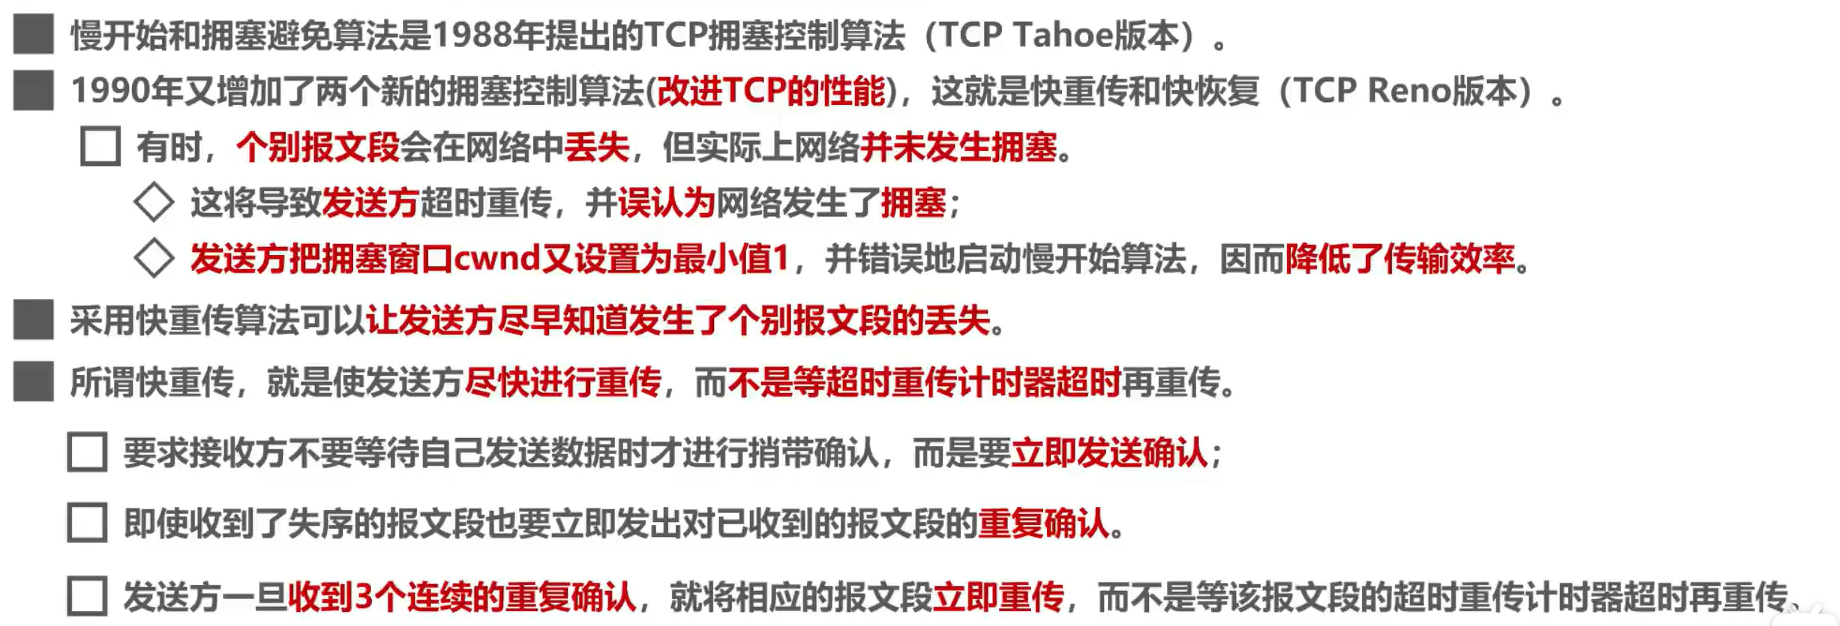 慢开始和拥塞避免算法是1988年提出的TCP拥塞控制算法（TCP Tahoe版本）。
1990年又增加了两个新的拥塞控制算法(改进TCP的性能)，这就是快重传和快恢复（TCP Reno版本）。
有时，个别报文段会在网络中丢失，但实际上网络并未发生拥塞。
这将导致发送方超时重传，并误认为网络发生了拥塞；
发送方把拥塞窗口cwnd又设置为最小值1，并错误地启动慢开始算法，因而降低了传输效率。
采用快重传算法可以让发送方尽早知道发生了个别报文段的丢失。
所谓快重传，就是使发送方尽快进行重传，而不是等超时重传计时器超时再重传。
要求接收方不要等待自己发送数据时才进行捎带确认，而是要立即发送确认；
即使收到了失序的报文段也要立即发出对已收到的报文段的重复确认。
发送方一旦收到3个连续的重复确认，就将相应的报文段立即重传，而不是等该报文段的超时重传计时器超时再重传。